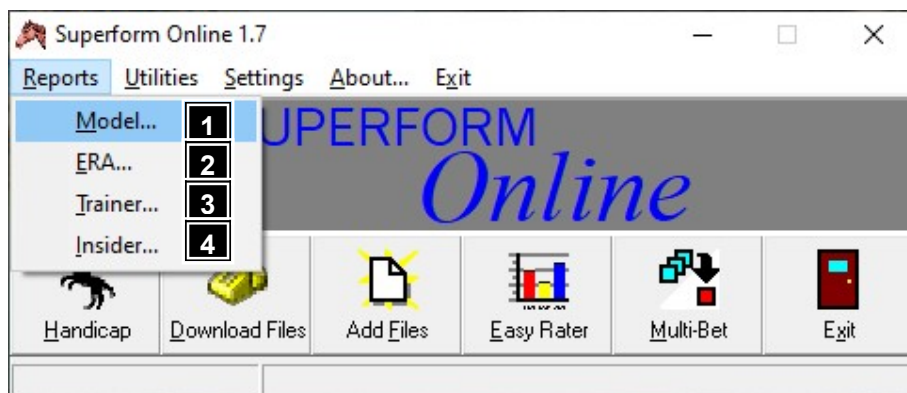 Superform Online 1.7
Reports Utilities Settings About... Exit
Model... 1
ERA... 2
Trainer... 3
Insider... 4
UPERFORM
Online
Handicap Download Files Add Files Easy Rater Multi-Bet Exit